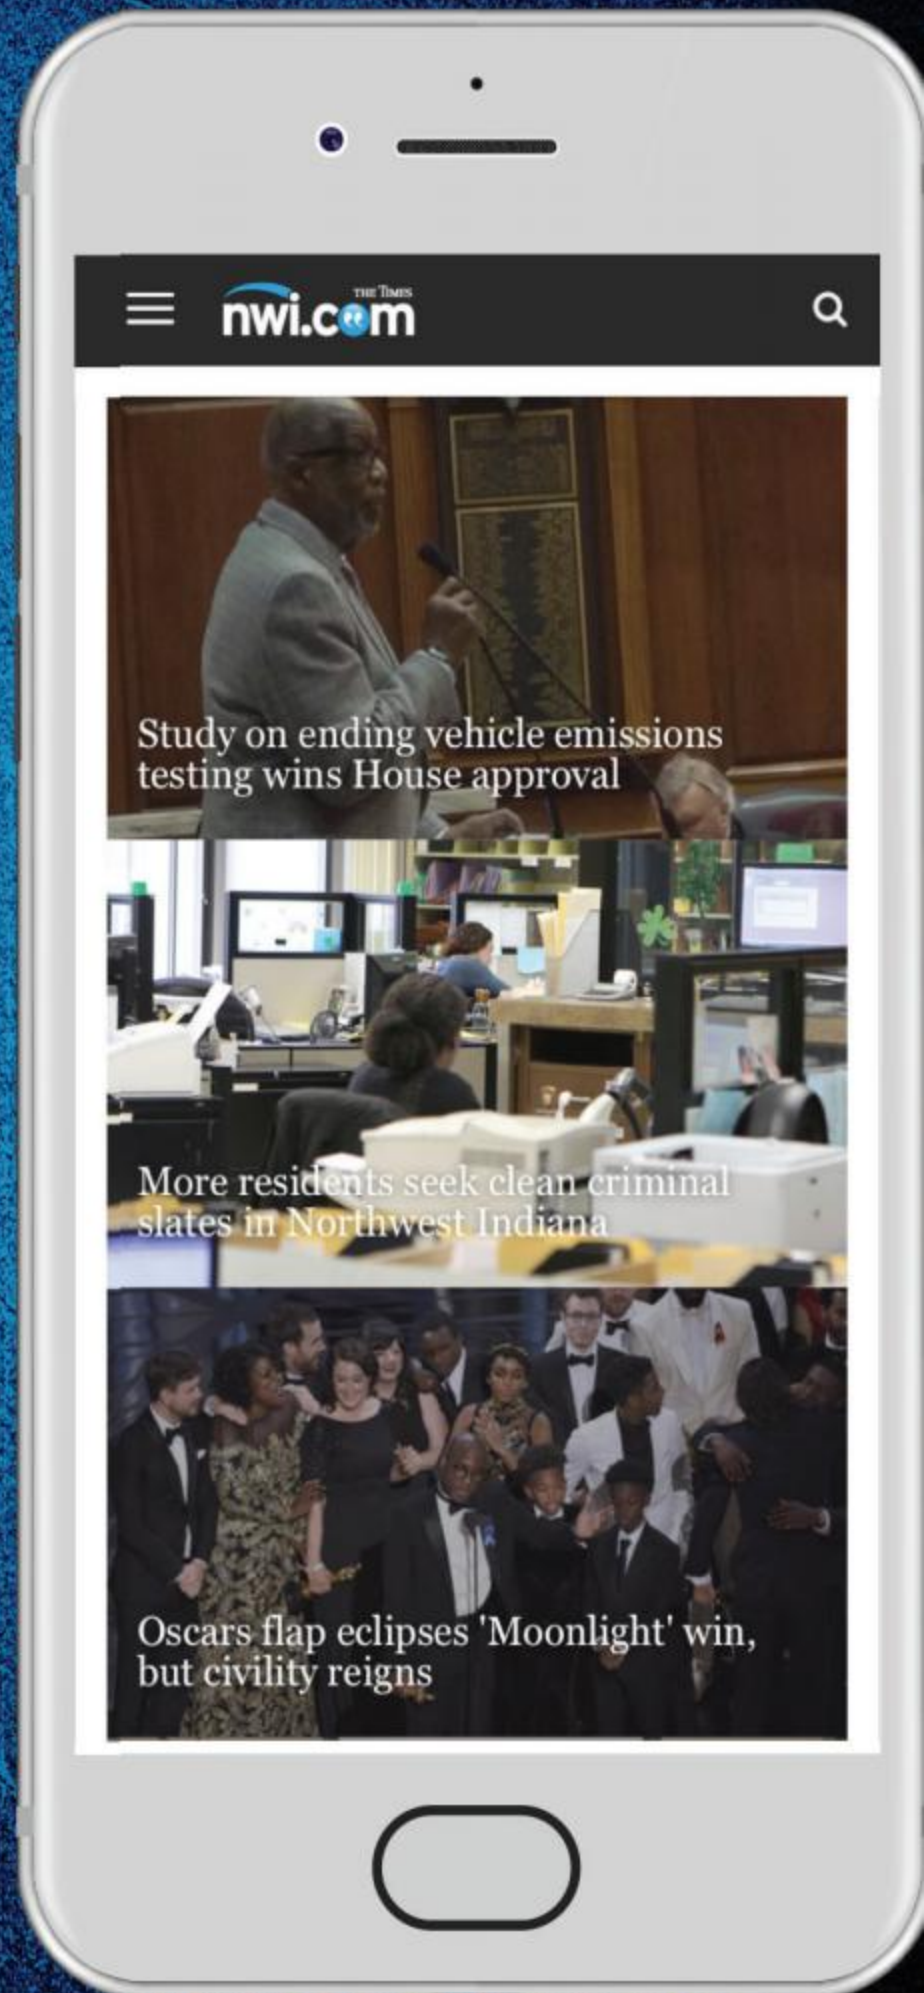 THE TIMES
nwi.com
Study on ending vehicle emissions
testing wins House approval
More residents seek clean criminal
slates in Northwest Indiana
Oscars flap eclipses 'Moonlight' win,
but civility reigns